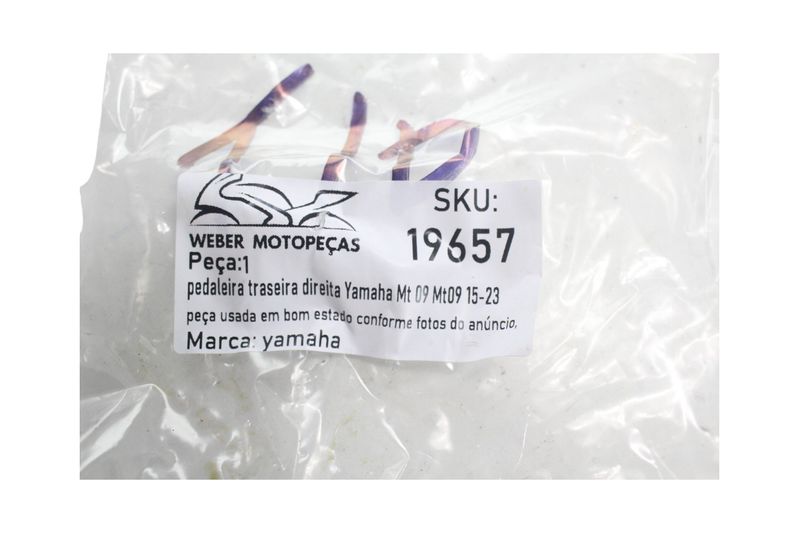 SKU:
19657
WEBER MOTOPEÇAS
Peça:1
pedaleira traseira direita Yamaha Mt 09 Mt09 15-23
peça usada em bom estado conforme fotos do anúncio.
Marca: yamaha